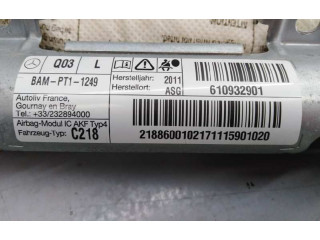 Q03 L
BAM-PT1-1249
Autoliv France,
Gournay en Bray
Tel.: +33/232894000
Airbag-Modul IC AKF Typ4
Fahrzeug-Typ: C218
Herstelljahr: 2011
Herstellort: ASG
610932901
2188600102171115901020